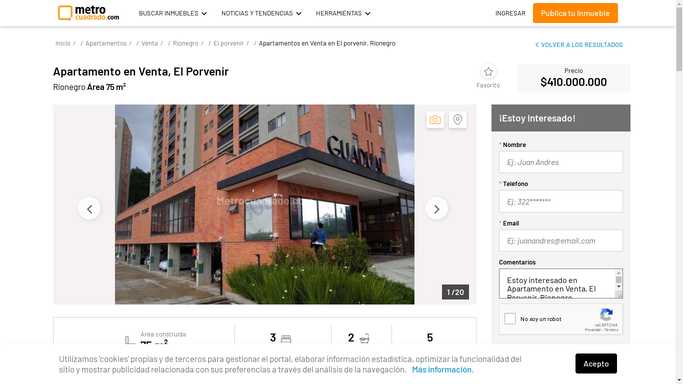 metro
cuadrado.com
BUSCAR INMUEBLES
NOTICIAS Y TENDENCIAS
HERRAMIENTAS
INGRESAR
Publica tu Inmueble
Inicio / / Apartamentos / / Venta / / Rionegro / / El porvenir / / Apartamentos en Venta en El porvenir, Rionegro
VOLVER A LOS RESULTADOS
Apartamento en Venta, El Porvenir
Rionegro Area 75 m²
Favorito
Precio
$410.000.000
GUADUAL
Metrocuadrado.com
1 / 20
¡Estoy Interesado!
* Nombre
Ej: Juan Andres
* Telefono
Ej: 322*******
* Email
Ej: juanandres@email.com
Comentarios
Estoy interesado en
Apartamento en Venta, El
Porvenir, Rionegro
No soy un robot
reCAPTCHA
Privacidad - Términos
Área construida
75 m²
3
2
5
Utilizamos 'cookies' propias y de terceros para gestionar el portal, elaborar información estadística, optimizar la funcionalidad del
sitio y mostrar publicidad relacionada con sus preferencias a través del análisis de la navegación. Más información.
Acepto